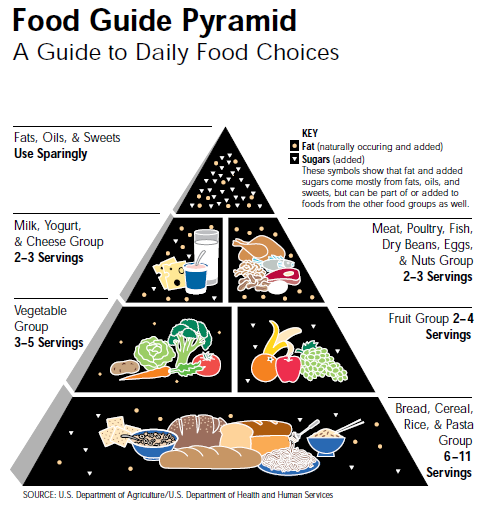 Food Guide Pyramid
A Guide to Daily Food Choices
Fats, Oils, & Sweets
Use Sparingly
KEY
Fat (naturally occuring and added)
Sugars (added)
These symbols show that fat and added
sugars come mostly from fats, oils, and
sweets, but can be part of or added to
foods from the other food groups as well.
Milk, Yogurt,
& Cheese Group
2–3 Servings
Meat, Poultry, Fish,
Dry Beans, Eggs,
& Nuts Group
2–3 Servings
Vegetable
Group
3–5 Servings
Fruit Group 2–4
Servings
Bread, Cereal,
Rice, & Pasta
Group
6–11
Servings
SOURCE: U.S. Department of Agriculture/U.S. Department of Health and Human Services